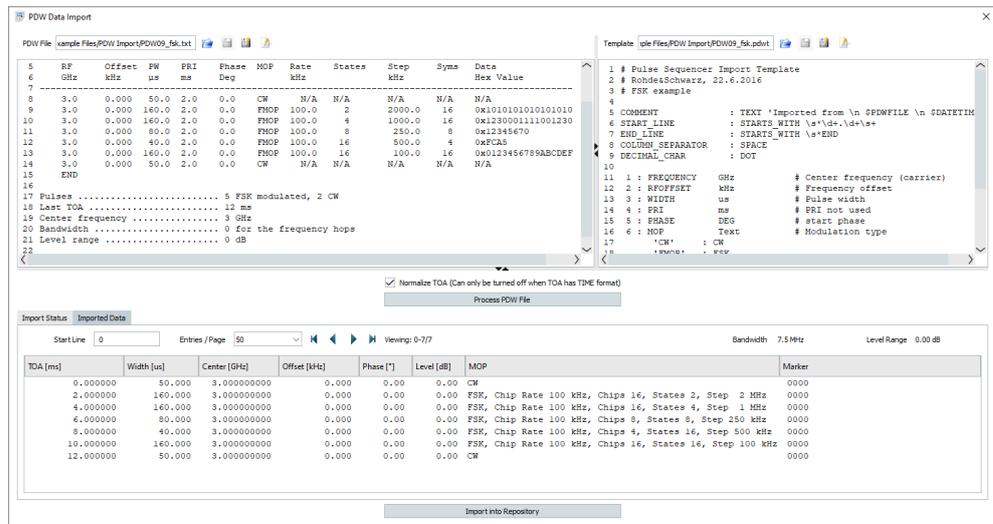 PDW Data Import
PDW File xample Files/PDW Import/PDW09_fsk.txt
Template ple Files/PDW Import/PDW09_fsk.pdwt
5 RF Offset PW PRI Phase MOP Rate States Step Syms Data
6 GHz kHz µs ms Deg kHz kHz Hex Value
7 --------------------------------------------------------------------------------
8 3.0 0.000 50.0 2.0 0.0 CW N/A N/A N/A N/A N/A
9 3.0 0.000 160.0 2.0 0.0 FMOP 100.0 2 2000.0 16 0x1010101010101010
10 3.0 0.000 160.0 2.0 0.0 FMOP 100.0 4 1000.0 16 0x1230001111001230
11 3.0 0.000 80.0 2.0 0.0 FMOP 100.0 8 250.0 8 0x12345670
12 3.0 0.000 40.0 2.0 0.0 FMOP 100.0 16 500.0 4 0xFCA5
13 3.0 0.000 160.0 2.0 0.0 FMOP 100.0 16 100.0 16 0x0123456789ABCDEF
14 3.0 0.000 50.0 2.0 0.0 CW N/A N/A N/A N/A N/A
15 END
16
17 Pulses ......................... 5 FSK modulated, 2 CW
18 Last TOA ....................... 12 ms
19 Center frequency ............... 3 GHz
20 Bandwidth ...................... 0 for the frequency hops
21 Level range .................... 0 dB
22
1 # Pulse Sequencer Import Template
2 # Rohde&Schwarz, 22.6.2016
3 # FSK example
4
5 COMMENT : TEXT 'Imported from \n $PDWFILE \n $DATETIM
6 START_LINE : STARTS_WITH \s*\d+.\d+\s+
7 END_LINE : STARTS_WITH \s*END
8 COLUMN_SEPARATOR : SPACE
9 DECIMAL_CHAR : DOT
10
11 1 : FREQUENCY GHz # Center frequency (carrier)
12 2 : RFOFFSET kHz # Frequency offset
13 3 : WIDTH us # Pulse width
14 4 : PRI ms # PRI not used
15 5 : PHASE DEG # start phase
16 6 : MOP Text # Modulation type
17 'CW' : CW
18 'FMOP' : FSK
Normalize TOA (Can only be turned off when TOA has TIME format)
Process PDW File
Import Status Imported Data
Start Line 0 Entries / Page 50 Viewing: 0-7/7 Bandwidth 7.5 MHz Level Range 0.00 dB
TOA [ms] Width [us] Center [GHz] Offset [kHz] Phase [°] Level [dB] MOP Marker
0.000000 50.000 3.000000000 0.000 0.00 0.00 CW 0000
2.000000 160.000 3.000000000 0.000 0.00 0.00 FSK, Chip Rate 100 kHz, Chips 16, States 2, Step 2 MHz 0000
4.000000 160.000 3.000000000 0.000 0.00 0.00 FSK, Chip Rate 100 kHz, Chips 16, States 4, Step 1 MHz 0000
6.000000 80.000 3.000000000 0.000 0.00 0.00 FSK, Chip Rate 100 kHz, Chips 8, States 8, Step 250 kHz 0000
8.000000 40.000 3.000000000 0.000 0.00 0.00 FSK, Chip Rate 100 kHz, Chips 4, States 16, Step 500 kHz 0000
10.000000 160.000 3.000000000 0.000 0.00 0.00 FSK, Chip Rate 100 kHz, Chips 16, States 16, Step 100 kHz 0000
12.000000 50.000 3.000000000 0.000 0.00 0.00 CW 0000
Import into Repository